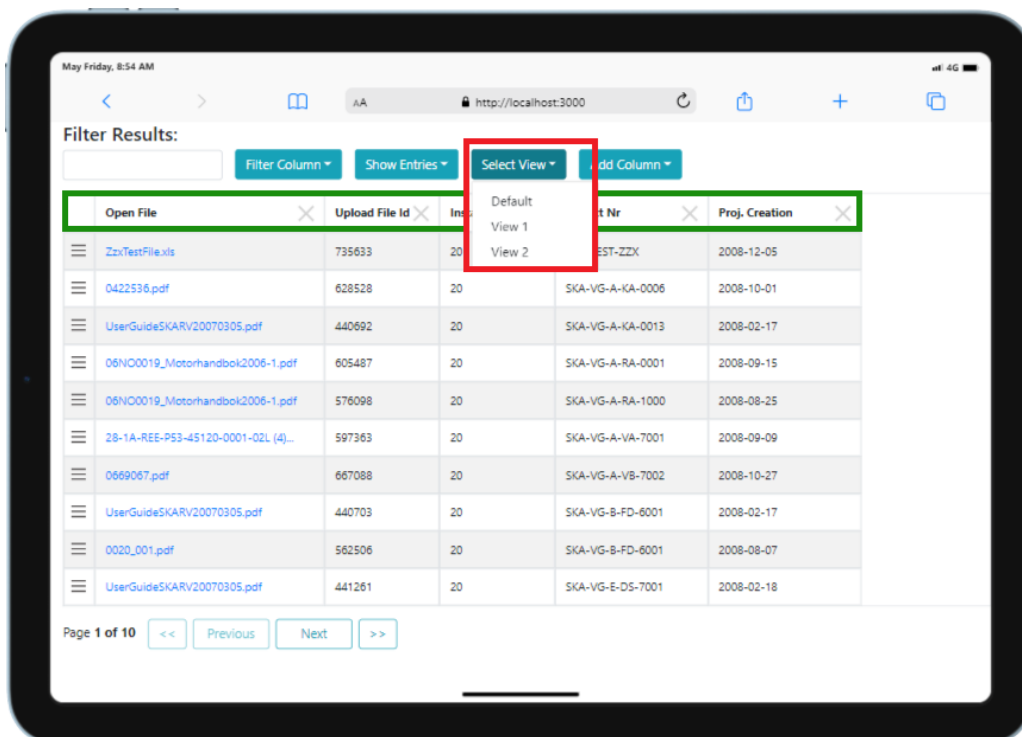 May Friday, 8:54 AM 4G
AA http://localhost:3000
Filter Results:
Filter Column Show Entries Select View Add Column
Default
View 1
View 2
Open File Upload File Id Proj. Creation
ZzxTestFile.xls 735633 20 2008-12-05
0422536.pdf 628528 20 SKA-VG-A-KA-0006 2008-10-01
UserGuideSKARV20070305.pdf 440692 20 SKA-VG-A-KA-0013 2008-02-17
06NO0019_Motorhandbok2006-1.pdf 605487 20 SKA-VG-A-RA-0001 2008-09-15
06NO0019_Motorhandbok2006-1.pdf 576098 20 SKA-VG-A-RA-1000 2008-08-25
28-1A-REE-P53-45120-0001-02L (4)... 597363 20 SKA-VG-A-VA-7001 2008-09-09
0669067.pdf 667088 20 SKA-VG-A-VB-7002 2008-10-27
UserGuideSKARV20070305.pdf 440703 20 SKA-VG-B-FD-6001 2008-02-17
0020_001.pdf 562506 20 SKA-VG-B-FD-6001 2008-08-07
UserGuideSKARV20070305.pdf 441261 20 SKA-VG-E-DS-7001 2008-02-18
Page 1 of 10 << Previous Next >>